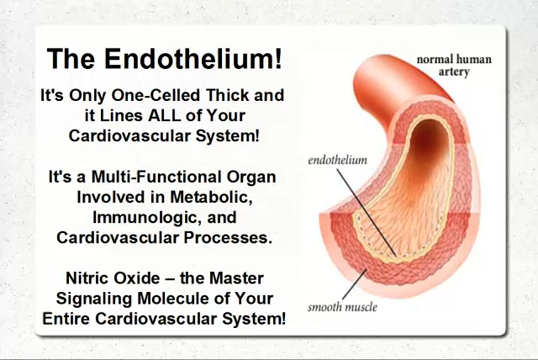 The Endothelium!
It's Only One-Celled Thick and
it Lines ALL of Your
Cardiovascular System!
It's a Multi-Functional Organ
Involved in Metabolic,
Immunologic, and
Cardiovascular Processes.
Nitric Oxide – the Master
Signaling Molecule of Your
Entire Cardiovascular System!
normal human
artery
endothelium
smooth muscle